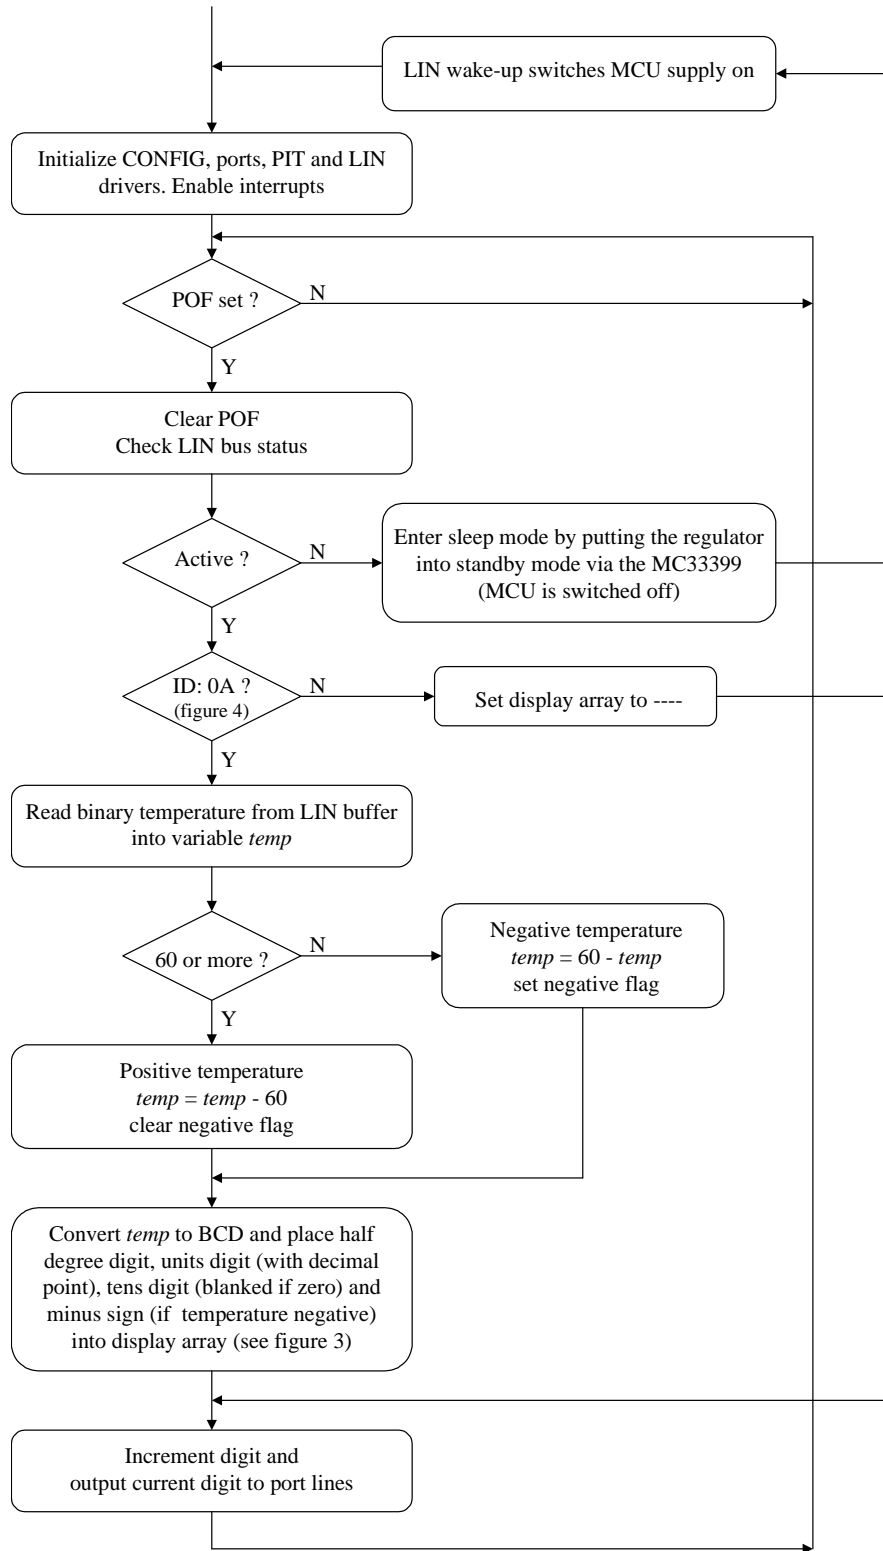 LIN wake-up switches MCU supply on
Initialize CONFIG, ports, PIT and LIN
drivers. Enable interrupts
POF set ?
N
Y
Clear POF
Check LIN bus status
Active ?
N
Enter sleep mode by putting the regulator
into standby mode via the MC33399
(MCU is switched off)
Y
ID: 0A ?
(figure 4)
N
Set display array to ----
Y
Read binary temperature from LIN buffer
into variable temp
60 or more ?
N
Negative temperature
temp = 60 - temp
set negative flag
Y
Positive temperature
temp = temp - 60
clear negative flag
Convert temp to BCD and place half
degree digit, units digit (with decimal
point), tens digit (blanked if zero) and
minus sign (if temperature negative)
into display array (see figure 3)
Increment digit and
output current digit to port lines